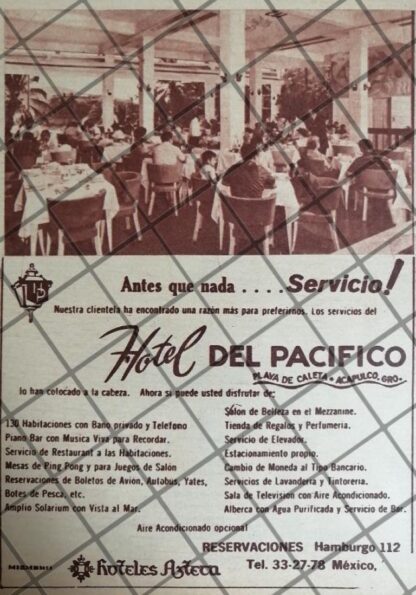 Antes que nada .... Servicio!
Nuestra clientela ha encontrado una razón más para preferirnos. Los servicios del
Hotel DEL PACIFICO
PLAYA DE CALETA • ACAPULCO, GRO.
lo han colocado a la cabeza. Ahora si puede usted disfrutar de:
130 Habitaciones con Baño privado y Telefono
Piano Bar con Musica Viva para Recordar.
Servicio de Restaurant a las Habitaciones.
Mesas de Ping Pong y para Juegos de Salón
Reservaciones de Boletos de Avion, Autobus, Yates,
Botes de Pesca, etc.
Amplio Solarium con Vista al Mar.
Salon de Belleza en el Mezzanine.
Tienda de Regalos y Perfumeria.
Servicio de Elevador.
Estacionamiento propio.
Cambio de Moneda al Tipo Bancario.
Servicios de Lavanderia y Tintoreria.
Sala de Television con Aire Acondicionado.
Alberca con Agua Purificada y Servicio de Bar.
Aire Acondicionado opcional
RESERVACIONES Hamburgo 112
Tel. 33-27-78 México,
MIEMBRO hoteles Azteca